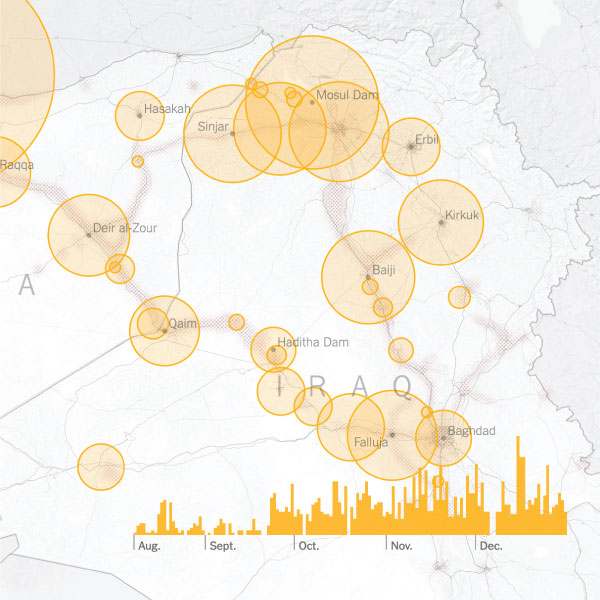 Hasakah
Mosul Dam
Sinjar
Erbil
Raqqa
Kirkuk
Deir al-Zour
Baiji
A
Qaim
Haditha Dam
IRAQ
Falluja
Baghdad
Aug.
Sept.
Oct.
Nov.
Dec.